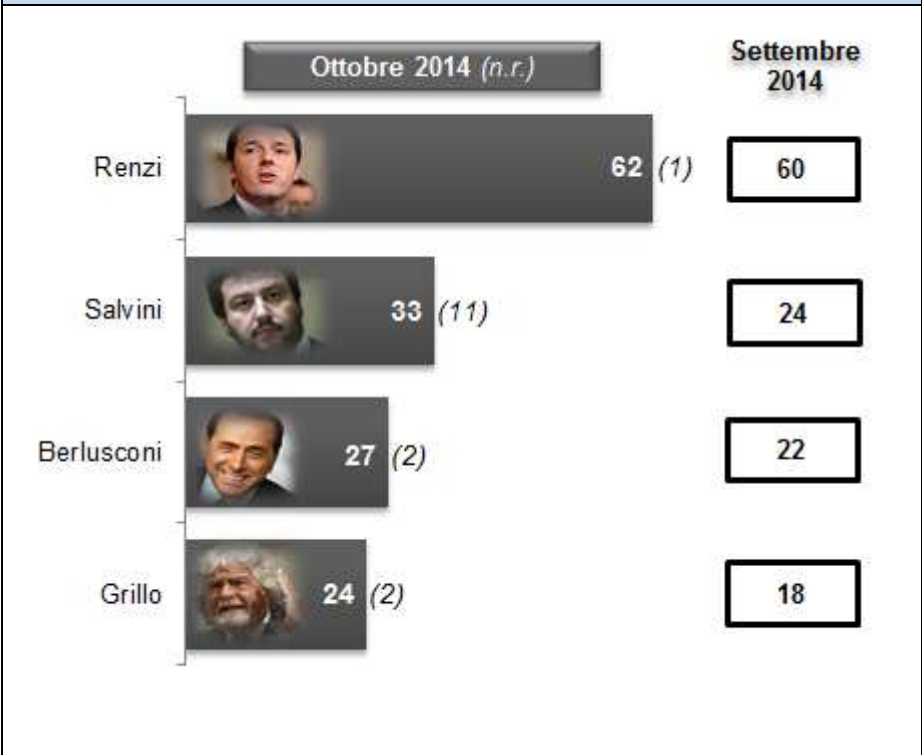 Ottobre 2014 (n.r.)
Settembre
2014
Renzi
62 (1)
60
Salvini
33 (11)
24
Berlusconi
27 (2)
22
Grillo
24 (2)
18